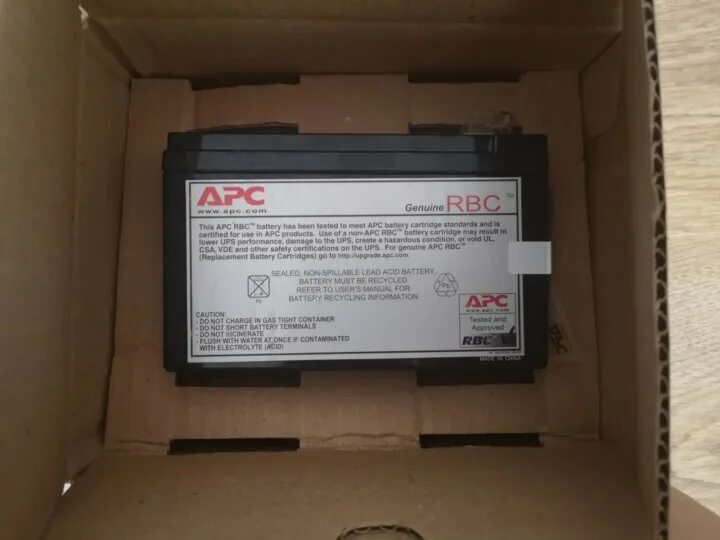 APC
www.apc.com
Genuine RBC™
This APC RBC™ battery has been tested to meet APC battery cartridge standards and is
certified for use in APC products. Use of a non-APC RBC™ battery cartridge may result in
lower UPS performance, damage to the UPS, create a hazardous condition, or void UL,
CSA, VDE and other safety certifications on the UPS. For genuine APC RBC™
(Replacement Battery Cartridges) go to http://upgrade.apc.com.
SEALED, NON-SPILLABLE LEAD ACID BATTERY.
BATTERY MUST BE RECYCLED
REFER TO USER'S MANUAL FOR
BATTERY RECYCLING INFORMATION
Pb
Pb
CAUTION:
- DO NOT CHARGE IN GAS TIGHT CONTAINER
- DO NOT SHORT BATTERY TERMINALS
- DO NOT INCINERATE
- FLUSH WITH WATER AT ONCE IF CONTAMINATED
WITH ELECTROLYTE (ACID)
APC
www.apc.com
Tested and
Approved
RBC
MADE IN CHINA